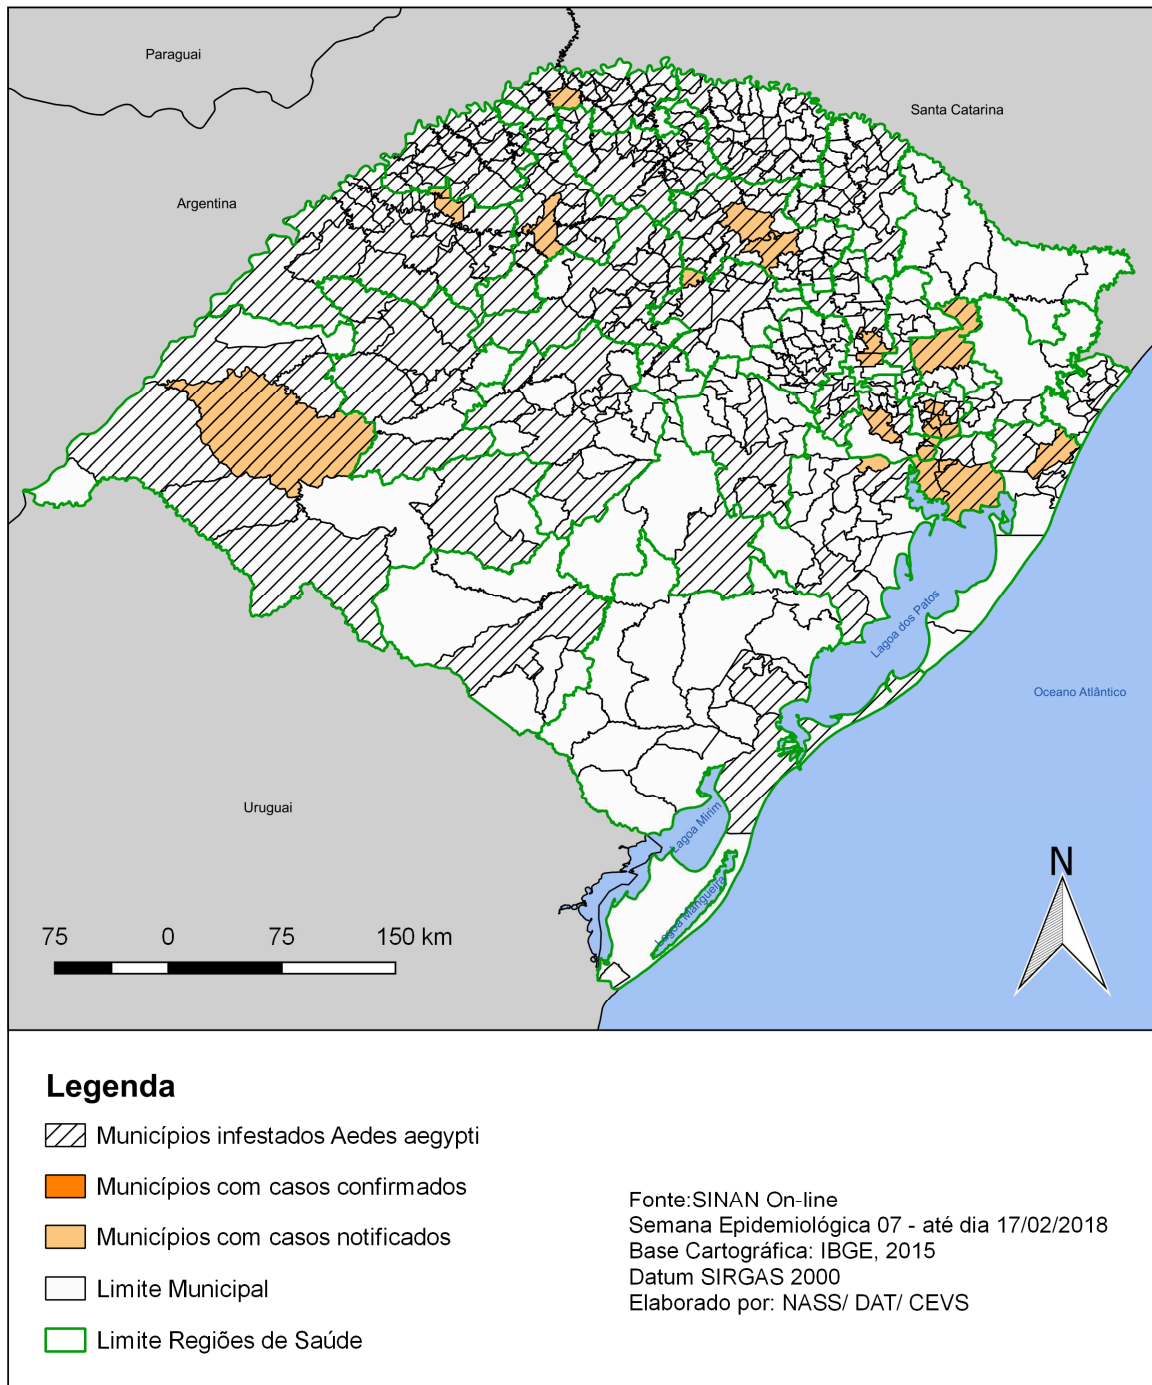 Paraguai
Santa Catarina
Argentina
Lagoa dos Patos
Oceano Atlântico
Uruguai
Lagoa Mirim
Lagoa Mangueira
N
75 0 75 150 km
Legenda
Municípios infestados Aedes aegypti
Municípios com casos confirmados
Municípios com casos notificados
Limite Municipal
Limite Regiões de Saúde
Fonte:SINAN On-line
Semana Epidemiológica 07 - até dia 17/02/2018
Base Cartográfica: IBGE, 2015
Datum SIRGAS 2000
Elaborado por: NASS/ DAT/ CEVS